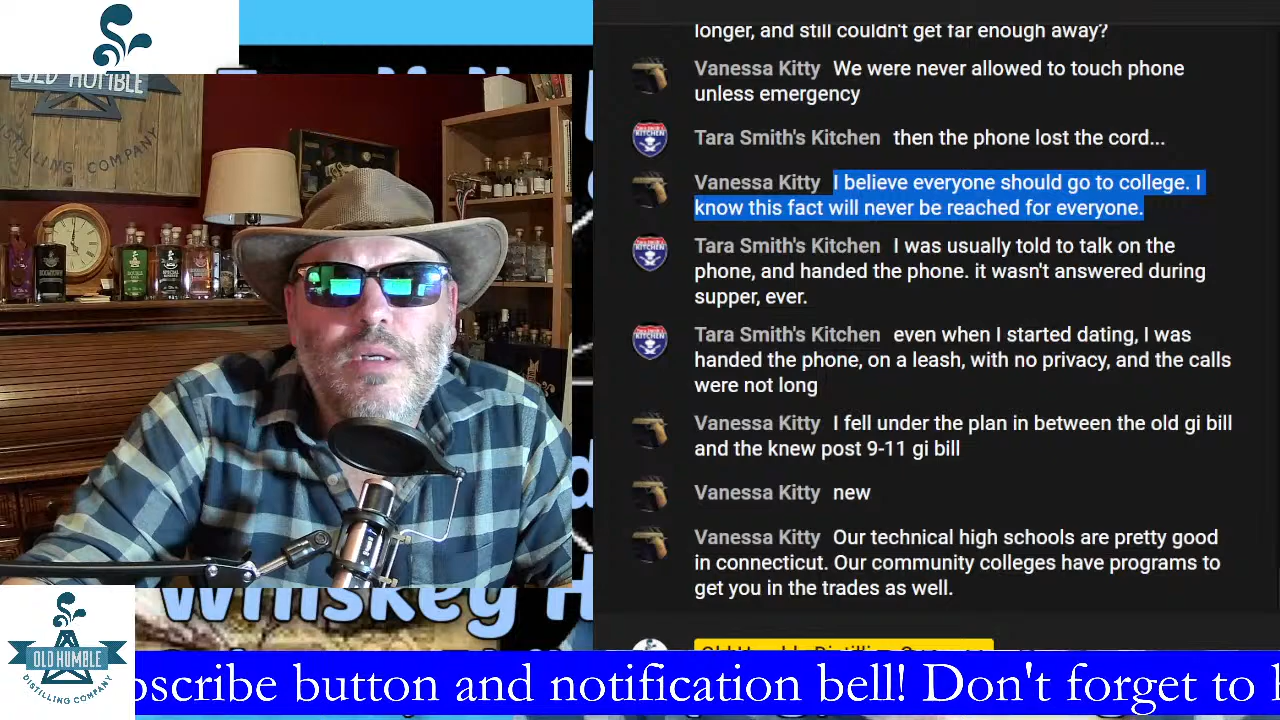 OLD HUMBLE
DISTILLING COMPANY
longer, and still couldn't get far enough away?
Vanessa Kitty We were never allowed to touch phone
unless emergency
Tara Smith's Kitchen then the phone lost the cord...
Vanessa Kitty I believe everyone should go to college. I
know this fact will never be reached for everyone.
Tara Smith's Kitchen I was usually told to talk on the
phone, and handed the phone. it wasn't answered during
supper, ever.
Tara Smith's Kitchen even when I started dating, I was
handed the phone, on a leash, with no privacy, and the calls
were not long
Vanessa Kitty I fell under the plan in between the old gi bill
and the knew post 9-11 gi bill
Vanessa Kitty new
Vanessa Kitty Our technical high schools are pretty good
in connecticut. Our community colleges have programs to
get you in the trades as well.
Whiskey H
OLD HUMBLE
DISTILLING COMPANY
bscribe button and notification bell! Don't forget to